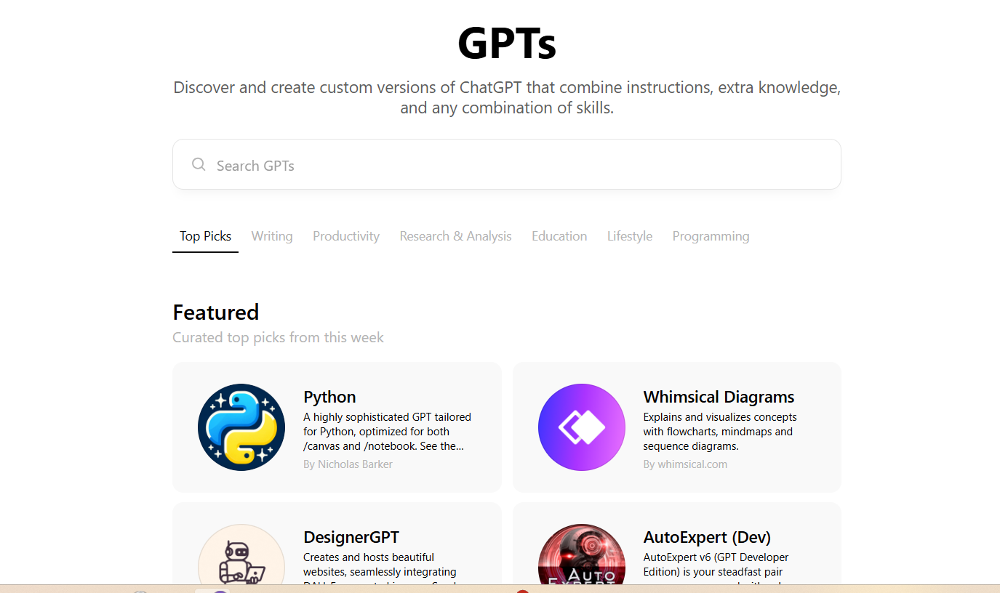 GPTs
Discover and create custom versions of ChatGPT that combine instructions, extra knowledge,
and any combination of skills.
Search GPTs
Top Picks Writing Productivity Research & Analysis Education Lifestyle Programming
Featured
Curated top picks from this week
Python
A highly sophisticated GPT tailored
for Python, optimized for both
/canvas and /notebook. See the...
By Nicholas Barker
Whimsical Diagrams
Explains and visualizes concepts
with flowcharts, mindmaps and
sequence diagrams.
By whimsical.com
DesignerGPT
Creates and hosts beautiful
websites, seamlessly integrating
AutoExpert (Dev)
AutoExpert v6 (GPT Developer
Edition) is your steadfast pair
AUTO
EXPERT